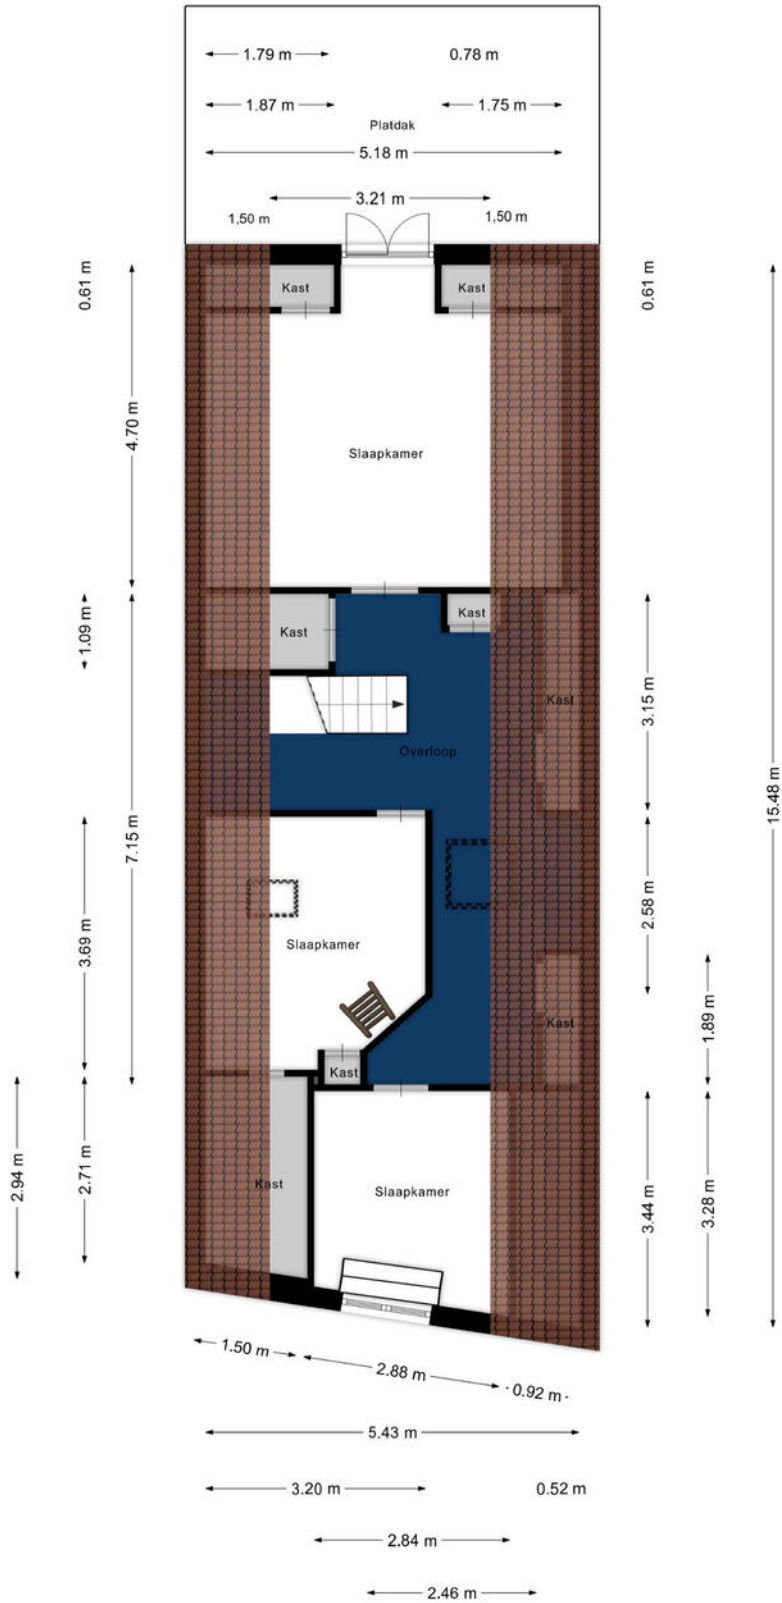 1.79 m
0.78 m
1.87 m
1.75 m
Platdak
5.18 m
3.21 m
1,50 m
1,50 m
0.61 m
0.61 m
Kast
Kast
4.70 m
Slaapkamer
1.09 m
Kast
Kast
Kast
3.15 m
Overloop
15.48 m
7.15 m
2.58 m
3.69 m
Slaapkamer
1.89 m
Kast
Kast
2.94 m
2.71 m
Kast
Slaapkamer
3.44 m
3.28 m
1.50 m
2.88 m
0.92 m
5.43 m
3.20 m
0.52 m
2.84 m
2.46 m